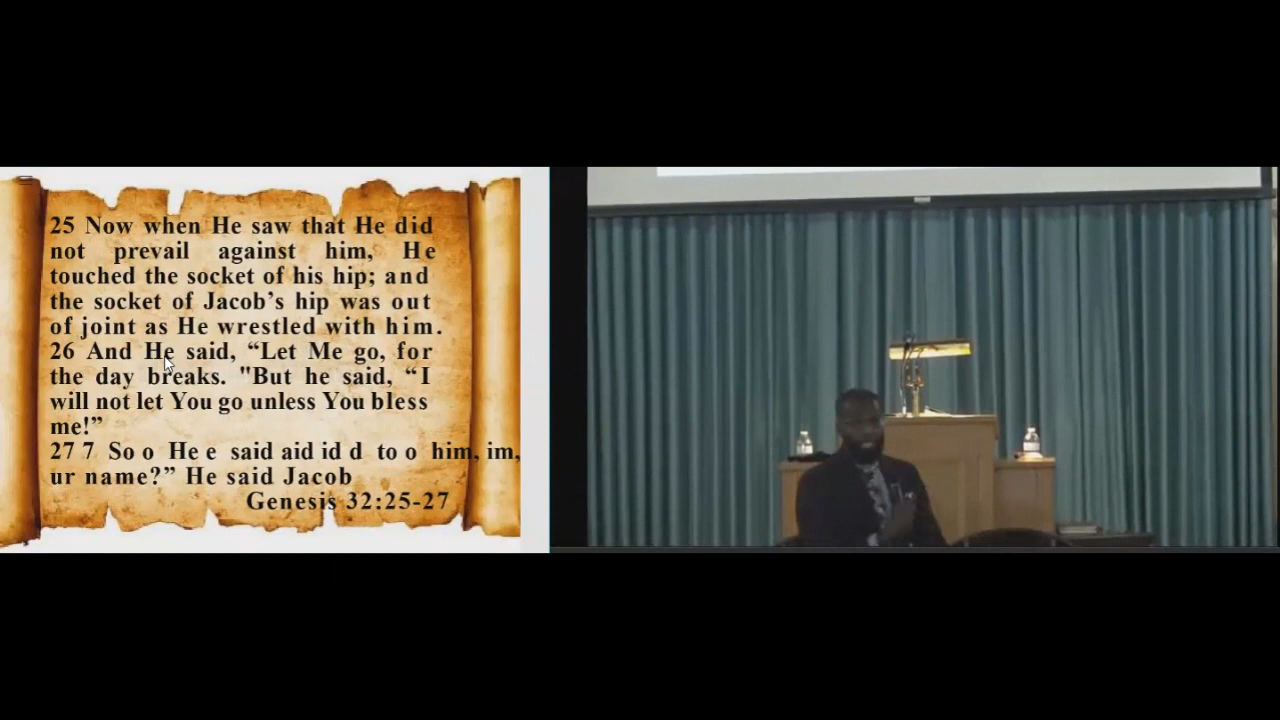 25 Now when He saw that He did
not prevail against him, He
touched the socket of his hip; and
the socket of Jacob’s hip was out
of joint as He wrestled with him.
26 And He said, “Let Me go, for
the day breaks. "But he said, “I
will not let You go unless You bless
me!”
27 7 So o He e said aid id d to o him, im,
ur name?” He said Jacob
Genesis 32:25-27